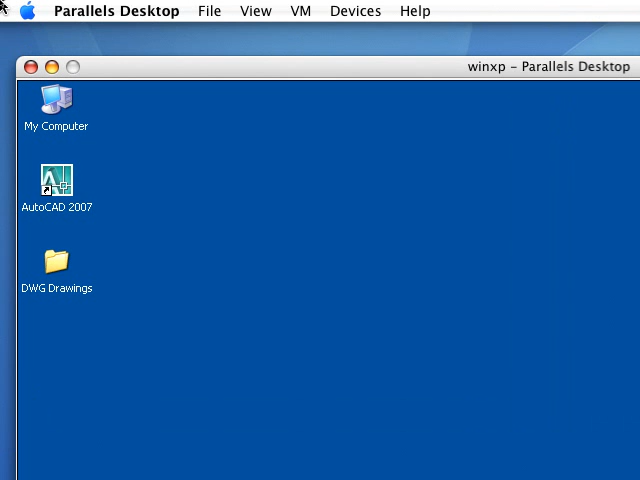 Parallels Desktop File View VM Devices Help
winxp – Parallels Desktop
My Computer
AutoCAD 2007
DWG Drawings